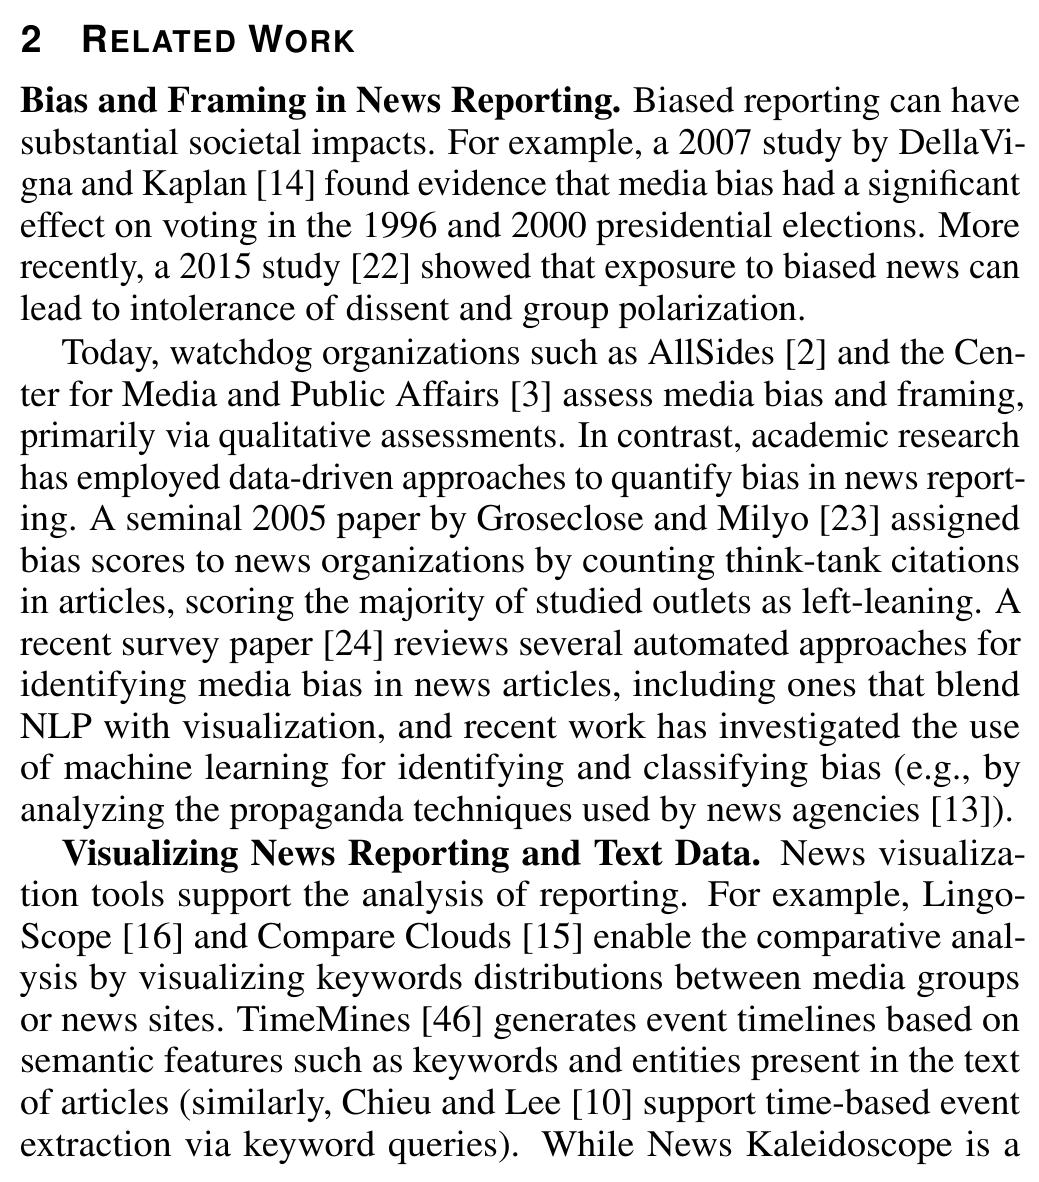 2 RELATED WORK
Bias and Framing in News Reporting. Biased reporting can have
substantial societal impacts. For example, a 2007 study by DellaVi-
gna and Kaplan [14] found evidence that media bias had a significant
effect on voting in the 1996 and 2000 presidential elections. More
recently, a 2015 study [22] showed that exposure to biased news can
lead to intolerance of dissent and group polarization.
Today, watchdog organizations such as AllSides [2] and the Cen-
ter for Media and Public Affairs [3] assess media bias and framing,
primarily via qualitative assessments. In contrast, academic research
has employed data-driven approaches to quantify bias in news report-
ing. A seminal 2005 paper by Groseclose and Milyo [23] assigned
bias scores to news organizations by counting think-tank citations
in articles, scoring the majority of studied outlets as left-leaning. A
recent survey paper [24] reviews several automated approaches for
identifying media bias in news articles, including ones that blend
NLP with visualization, and recent work has investigated the use
of machine learning for identifying and classifying bias (e.g., by
analyzing the propaganda techniques used by news agencies [13]).
Visualizing News Reporting and Text Data. News visualiza-
tion tools support the analysis of reporting. For example, Lingo-
Scope [16] and Compare Clouds [15] enable the comparative anal-
ysis by visualizing keywords distributions between media groups
or news sites. TimeMines [46] generates event timelines based on
semantic features such as keywords and entities present in the text
of articles (similarly, Chieu and Lee [10] support time-based event
extraction via keyword queries). While News Kaleidoscope is a